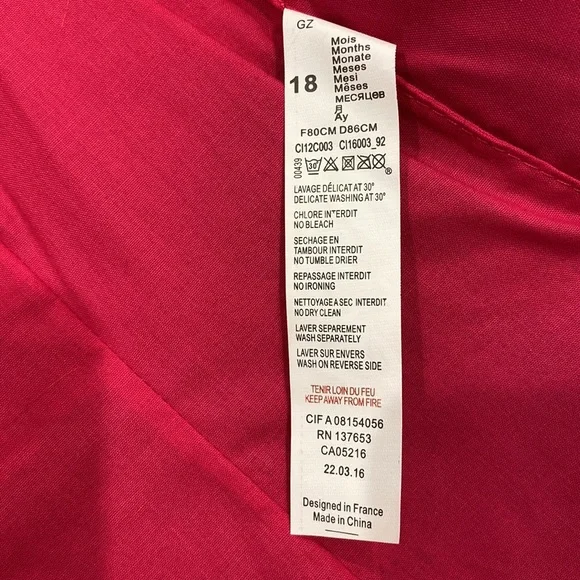 GZ
Mois
Months
Monate
Meses
18 Mesi
Mêses
МЕСЯЦЕВ
月
Ay
F80CM D86CM
CI12C003 CI16003_92
00439
30°
LAVAGE DÉLICAT AT 30°
DELICATE WASHING AT 30°
CHLORE INTERDIT
NO BLEACH
SECHAGE EN
TAMBOUR INTERDIT
NO TUMBLE DRIER
REPASSAGE INTERDIT
NO IRONING
NETTOYAGE A SEC INTERDIT
NO DRY CLEAN
LAVER SEPAREMENT
WASH SEPARATELY
LAVER SUR ENVERS
WASH ON REVERSE SIDE
TENIR LOIN DU FEU
KEEP AWAY FROM FIRE
CIF A 08154056
RN 137653
CA05216
22.03.16
Designed in France
Made in China